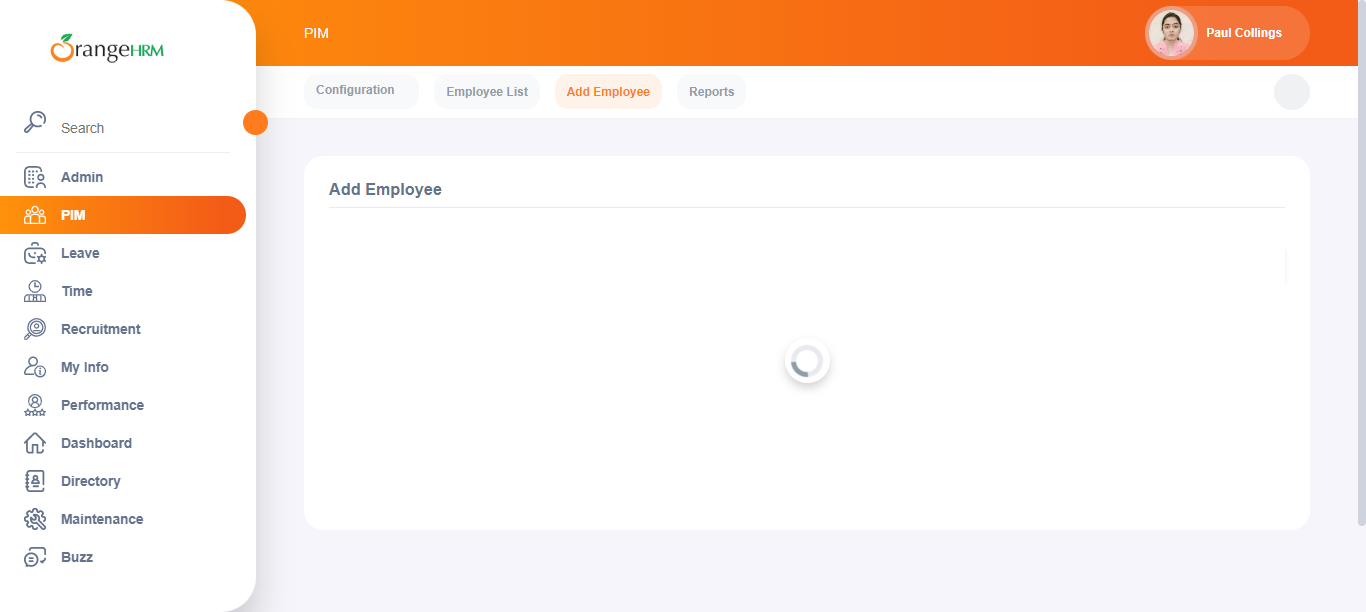 OrangeHRM
PIM
Paul Collings
Configuration
Employee List
Add Employee
Reports
Search
Admin
PIM
Leave
Time
Recruitment
My Info
Performance
Dashboard
Directory
Maintenance
Buzz
Add Employee